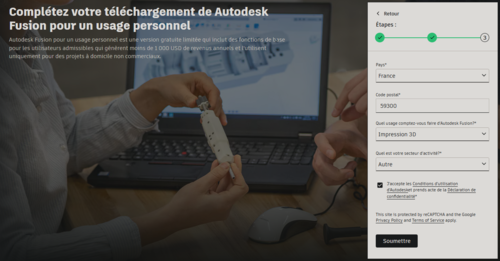 Complétez votre téléchargement de Autodesk
Fusion pour un usage personnel
Autodesk Fusion pour un usage personnel est une version gratuite limitée qui inclut des fonctions de base
pour les utilisateurs admissibles qui génèrent moins de 1 000 USD de revenus annuels et l'utilisent
uniquement pour des projets à domicile non commerciaux.
Retour
Étapes :
3
Pays*
France
Code postal*
59300
Quel usage comptez-vous faire d'Autodesk Fusion?*
Impression 3D
Quel est votre secteur d'activité?*
Autre
J'accepte les Conditions d'utilisation
d'Autodesk et prends acte de la Déclaration de
confidentialité*
This site is protected by reCAPTCHA and the Google
Privacy Policy and Terms of Service apply.
Soumettre